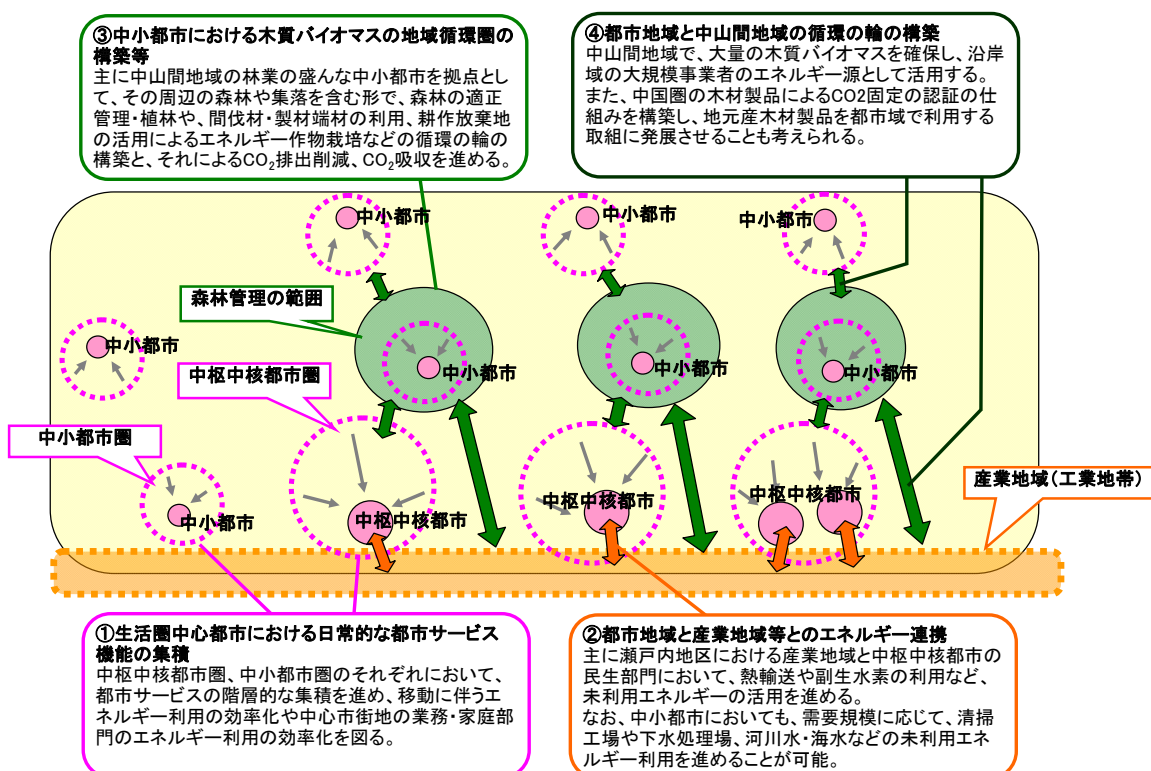 ③中小都市における木質バイオマスの地域循環圏の
構築等
主に中山間地域の林業の盛んな中小都市を拠点とし
て、その周辺の森林や集落を含む形で、森林の適正
管理・植林や、間伐材・製材端材の利用、耕作放棄地
の活用によるエネルギー作物栽培などの循環の輪の
構築と、それによるCO₂排出削減、CO₂吸収を進める。
④都市地域と中山間地域の循環の輪の構築
中山間地域で、大量の木質バイオマスを確保し、沿岸
域の大規模事業者のエネルギー源として活用する。
また、中国圏の木材製品によるCO2固定の認証の仕
組みを構築し、地元産木材製品を都市域で利用する
取組に発展させることも考えられる。
中小都市
中小都市
中小都市
森林管理の範囲
中小都市
中小都市
中小都市
中小都市
中枢中核都市圏
中小都市圏
産業地域(工業地帯)
中小都市
中枢中核都市
中枢中核都市
中枢中核都市
①生活圏中心都市における日常的な都市サービス
機能の集積
中枢中核都市圏、中小都市圏のそれぞれにおいて、
都市サービスの階層的な集積を進め、移動に伴うエ
ネルギー利用の効率化や中心市街地の業務・家庭部
門のエネルギー利用の効率化を図る。
②都市地域と産業地域等とのエネルギー連携
主に瀬戸内地区における産業地域と中枢中核都市の
民生部門において、熱輸送や副生水素の利用など、
未利用エネルギーの活用を進める。
なお、中小都市においても、需要規模に応じて、清掃
工場や下水処理場、河川水・海水などの未利用エネ
ルギー利用を進めることが可能。